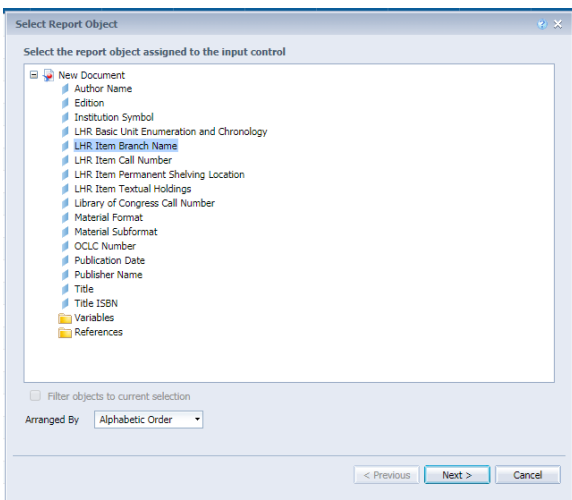 Select Report Object
Select the report object assigned to the input control
New Document
Author Name
Edition
Institution Symbol
LHR Basic Unit Enumeration and Chronology
LHR Item Branch Name
LHR Item Call Number
LHR Item Permanent Shelving Location
LHR Item Textual Holdings
Library of Congress Call Number
Material Format
Material Subformat
OCLC Number
Publication Date
Publisher Name
Title
Title ISBN
Variables
References
Filter objects to current selection
Arranged By Alphabetic Order
< Previous Next > Cancel